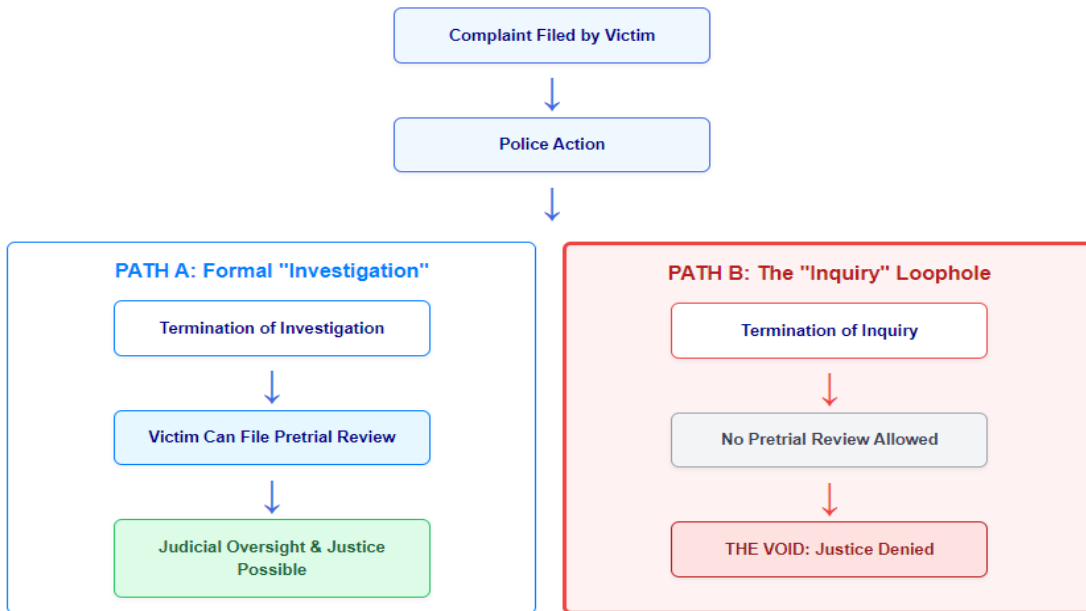 Complaint Filed by Victim
Police Action
PATH A: Formal "Investigation"
Termination of Investigation
Victim Can File Pretrial Review
Judicial Oversight & Justice
Possible
PATH B: The "Inquiry" Loophole
Termination of Inquiry
No Pretrial Review Allowed
THE VOID: Justice Denied